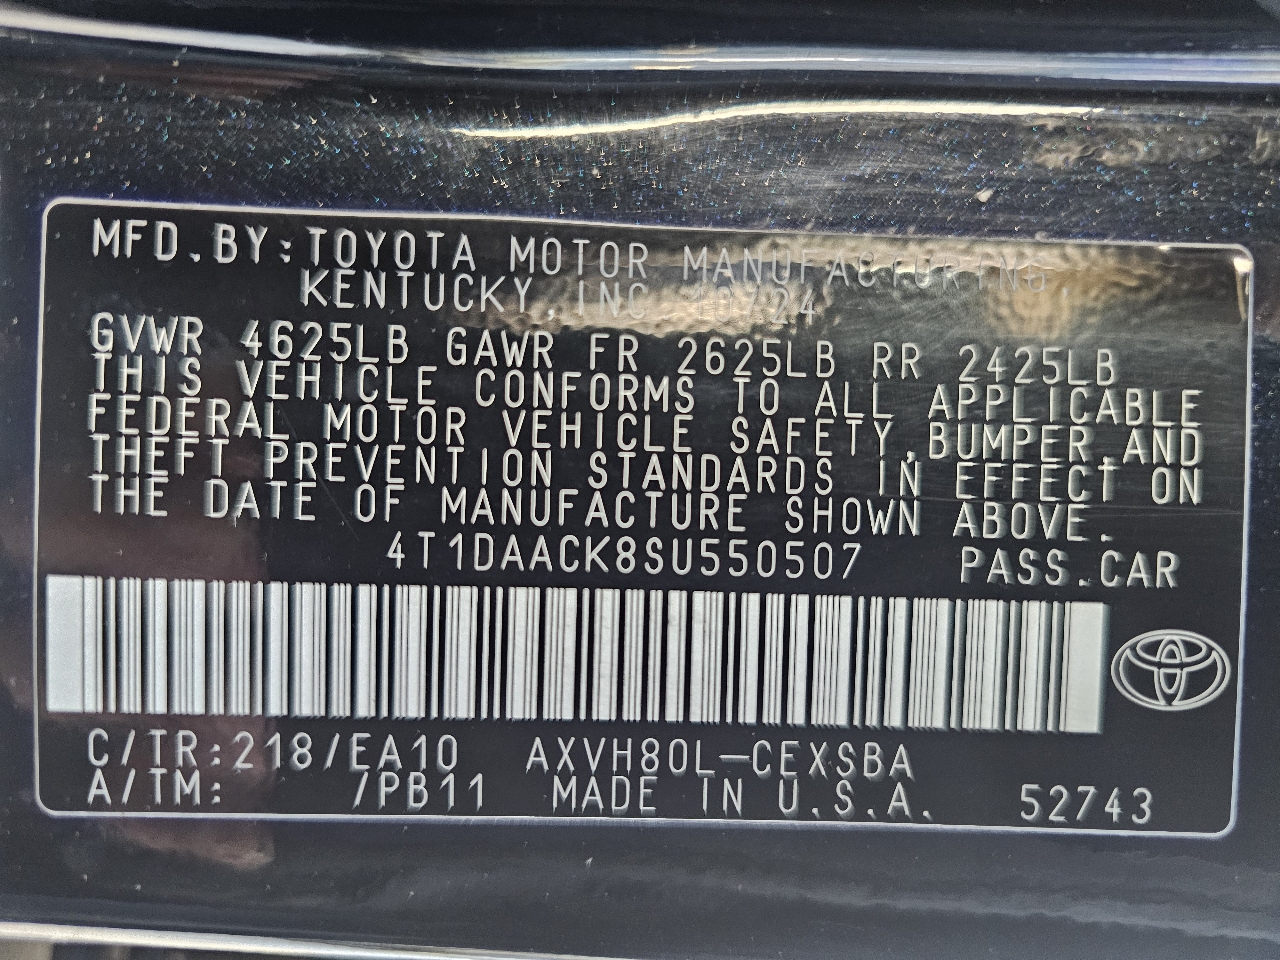 MFD.BY:TOYOTA MOTOR MANUFACTURING,
KENTUCKY,INC 10/24
GVWR 4625LB GAWR FR 2625LB RR 2425LB
THIS VEHICLE CONFORMS TO ALL APPLICABLE
FEDERAL MOTOR VEHICLE SAFETY,BUMPER,AND
THEFT PREVENTION STANDARDS IN EFFECT ON
THE DATE OF MANUFACTURE SHOWN ABOVE.
4T1DAACK8SU550507 PASS.CAR
C/TR:218/EA10 AXVH80L-CEXSBA
A/TM: /PB11 MADE IN U.S.A. 52743